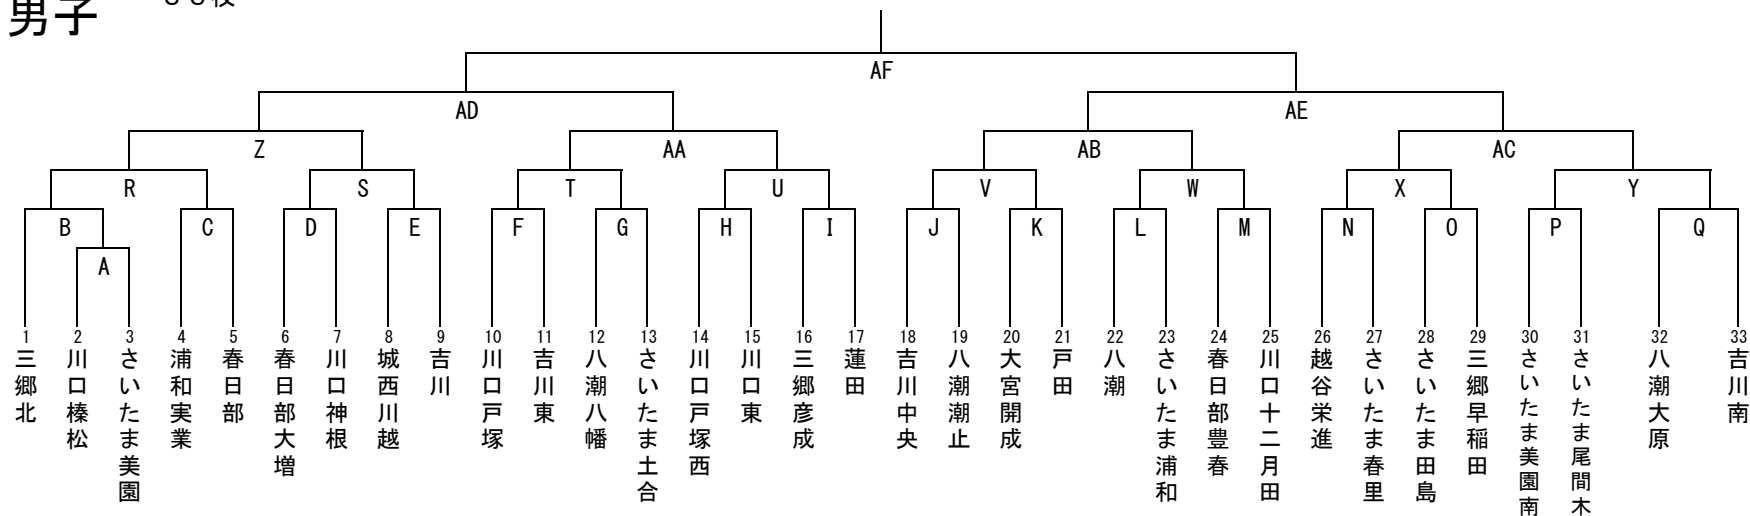 男子
AF
AD AE
Z AA AB AC
R S T U V W X Y
B C D E F G H I J K L M N O P Q
A
1 三郷北
2 川口榛松
3 さいたま美園
4 浦和実業
5 春日部
6 春日部大増
7 川口神根
8 城西川越
9 吉川
10 川口戸塚
11 吉川東
12 八潮八幡
13 さいたま土合
14 川口戸塚西
15 川口東
16 三郷彦成
17 蓮田
18 吉川中央
19 八潮潮止
20 大宮開成
21 戸田
22 八潮
23 さいたま浦和
24 春日部豊春
25 川口十二月田
26 越谷栄進
27 さいたま春里
28 さいたま田島
29 三郷早稲田
30 さいたま美園南
31 さいたま尾間木
32 八潮大原
33 吉川南